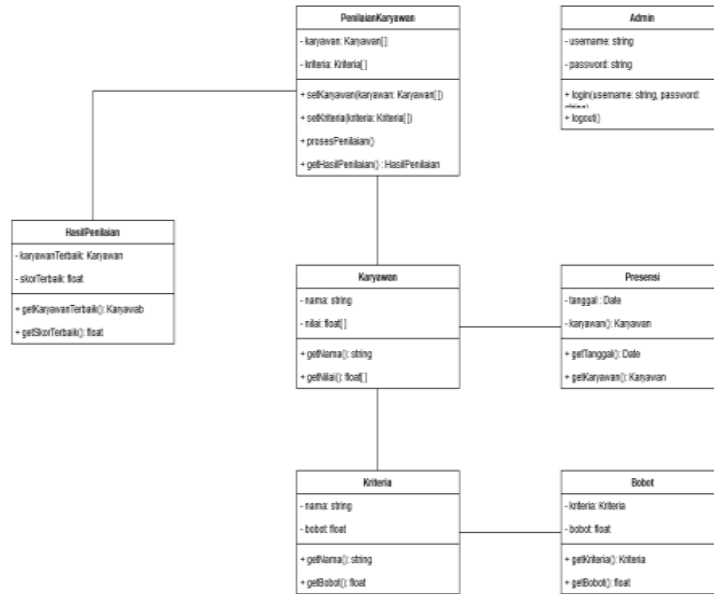 PenilaianKaryawan
- karyawan: Karyawan[]
- kriteria: Kriteria[]
+ setKaryawan(karyawan: Karyawan[])
+ setKriteria(kriteria: Kriteria[])
+ prosesPenilaian()
+ getHasilPenilaian() : HasilPenilaian
Admin
- username: string
- password: string
+ login(username: string, password:
string)
+ logout()
HasilPenilaian
- karyawanTerbaik: Karyawan
- skorTerbaik: float
+ getKaryawanTerbaik(): Karyawab
+ getSkorTerbaik(): float
Karyawan
- nama: string
- nilai: float[]
+ getNama(): string
+ getNilai(): float[]
Presensi
- tanggal : Date
- karyawan(): Karyawan
+ getTanggal(): Date
+ getKaryawan(): Karyawan
Kriteria
- nama: string
- bobot: float
+ getNama(): string
+ getBobot(): float
Bobot
- kriteria: Kriteria
- bobot: float
+ getKriteria(): Kriteria
+ getBobot(): float